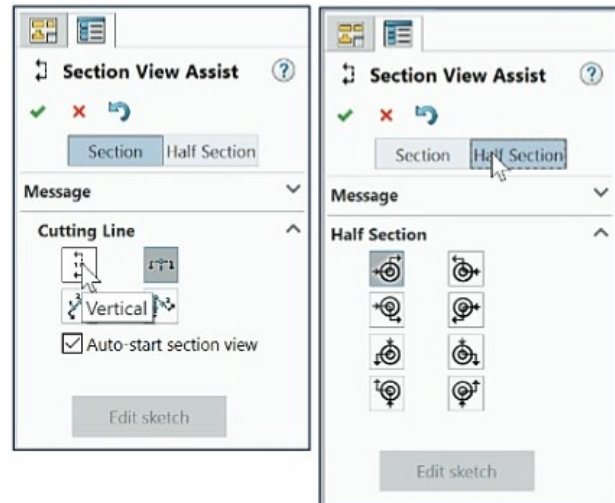 Section View Assist
?
Section Half Section
Message
Cutting Line
Vertical
Auto-start section view
Edit sketch
Section View Assist
?
Section Half Section
Message
Half Section
Edit sketch